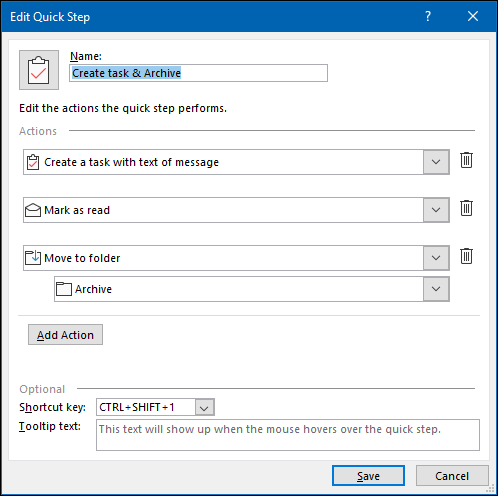 Edit Quick Step
Name:
Create task & Archive
Edit the actions the quick step performs.
Actions
Create a task with text of message
Mark as read
Move to folder
Archive
Add Action
Optional
Shortcut key: CTRL+SHIFT+1
Tooltip text: This text will show up when the mouse hovers over the quick step.
Save Cancel